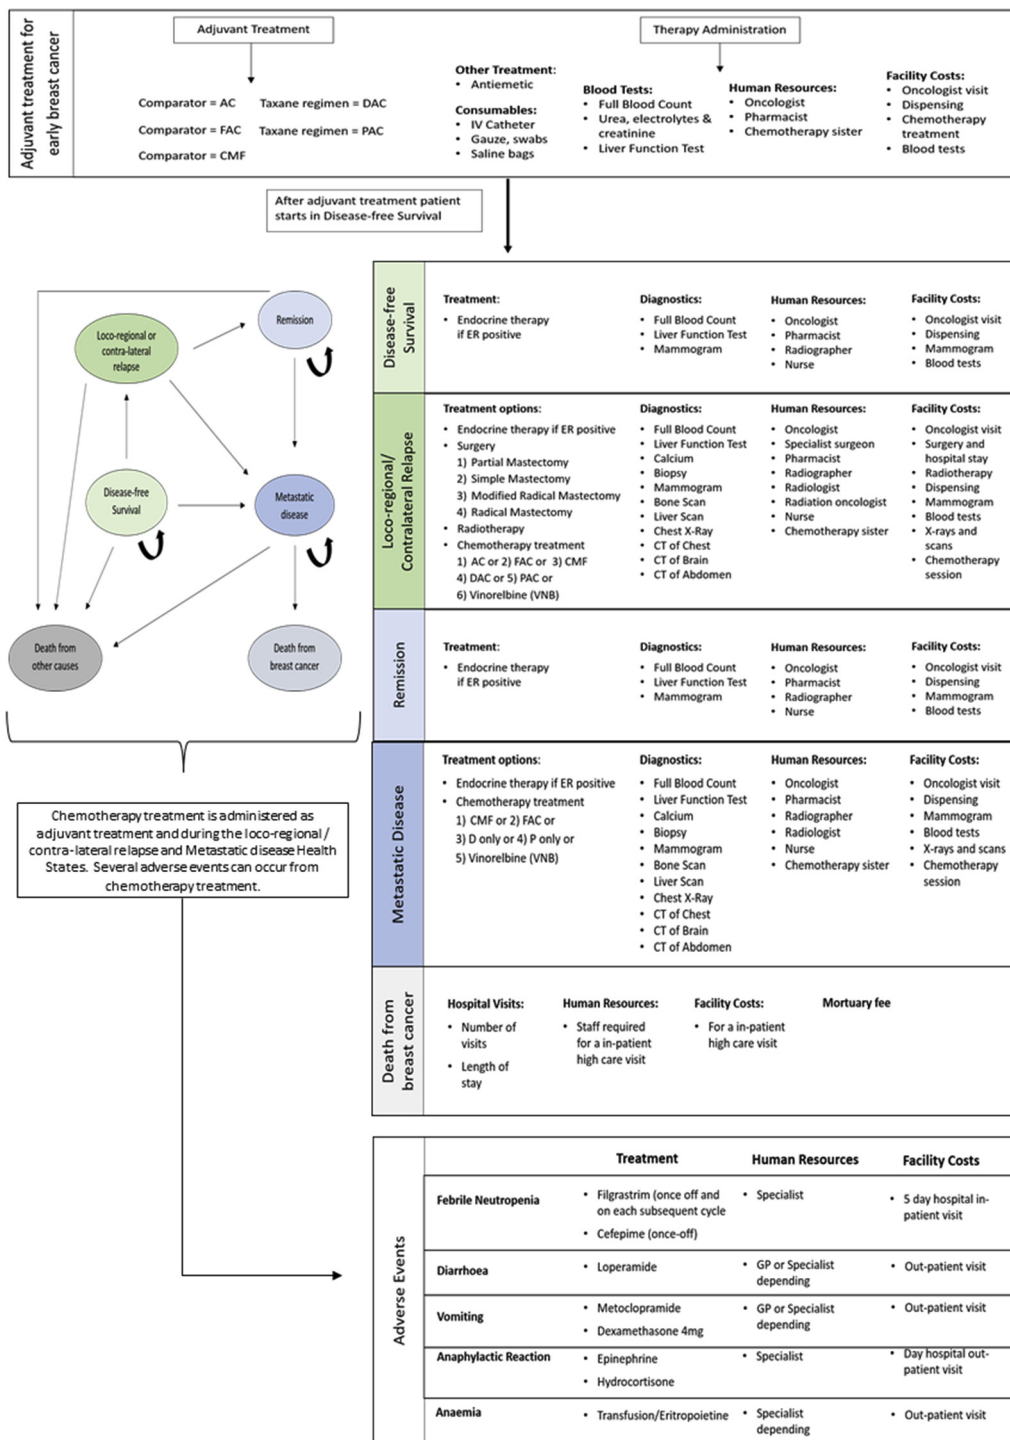 Adjuvant treatment for
early breast cancer
Adjuvant Treatment
Comparator = AC
Taxane regimen = DAC
Comparator = FAC
Taxane regimen = PAC
Comparator = CMF
Therapy Administration
Other Treatment:
• Antiemetic
Consumables:
• IV Catheter
• Gauze, swabs
• Saline bags
Blood Tests:
• Full Blood Count
• Urea, electrolytes &
creatinine
• Liver Function Test
Human Resources:
• Oncologist
• Pharmacist
• Chemotherapy sister
Facility Costs:
• Oncologist visit
• Dispensing
• Chemotherapy
treatment
• Blood tests
After adjuvant treatment patient
starts in Disease-free Survival
Remission
Loco-regional or
contra-lateral
relapse
Disease-free
Survival
Metastatic
disease
Death from
other causes
Death from
breast cancer
Chemotherapy treatment is administered as
adjuvant treatment and during the loco-regional /
contra-lateral relapse and Metastatic disease Health
States. Several adverse events can occur from
chemotherapy treatment.
Disease-free
Survival
Treatment:
• Endocrine therapy
if ER positive
Diagnostics:
• Full Blood Count
• Liver Function Test
• Mammogram
Human Resources:
• Oncologist
• Pharmacist
• Radiographer
• Nurse
Facility Costs:
• Oncologist visit
• Dispensing
• Mammogram
• Blood tests
Loco-regional/
Contralateral Relapse
Treatment options:
• Endocrine therapy if ER positive
• Surgery
1) Partial Mastectomy
2) Simple Mastectomy
3) Modified Radical Mastectomy
4) Radical Mastectomy
• Radiotherapy
• Chemotherapy treatment
1) AC or 2) FAC or 3) CMF
4) DAC or 5) PAC or
6) Vinorelbine (VNB)
Diagnostics:
• Full Blood Count
• Liver Function Test
• Calcium
• Biopsy
• Mammogram
• Bone Scan
• Liver Scan
• Chest X-Ray
• CT of Chest
• CT of Brain
• CT of Abdomen
Human Resources:
• Oncologist
• Specialist surgeon
• Pharmacist
• Radiographer
• Radiologist
• Radiation oncologist
• Nurse
• Chemotherapy sister
Facility Costs:
• Oncologist visit
• Surgery and
hospital stay
• Radiotherapy
• Dispensing
• Mammogram
• Blood tests
• X-rays and
scans
• Chemotherapy
session
Remission
Treatment:
• Endocrine therapy
if ER positive
Diagnostics:
• Full Blood Count
• Liver Function Test
• Mammogram
Human Resources:
• Oncologist
• Pharmacist
• Radiographer
• Nurse
Facility Costs:
• Oncologist visit
• Dispensing
• Mammogram
• Blood tests
Metastatic Disease
Treatment options:
• Endocrine therapy if ER positive
• Chemotherapy treatment
1) CMF or 2) FAC or
3) D only or 4) P only or
5) Vinorelbine (VNB)
Diagnostics:
• Full Blood Count
• Liver Function Test
• Calcium
• Biopsy
• Mammogram
• Bone Scan
• Liver Scan
• Chest X-Ray
• CT of Chest
• CT of Brain
• CT of Abdomen
Human Resources:
• Oncologist
• Pharmacist
• Radiographer
• Radiologist
• Nurse
• Chemotherapy sister
Facility Costs:
• Oncologist visit
• Dispensing
• Mammogram
• Blood tests
• X-rays and scans
• Chemotherapy
session
Death from
breast cancer
Hospital Visits:
• Number of
visits
• Length of
stay
Human Resources:
• Staff required
for a in-patient
high care visit
Facility Costs:
• For a in-patient
high care visit
Mortuary fee
Adverse Events
Treatment
Human Resources
Facility Costs
Febrile Neutropenia
• Filgrastrim (once off and
on each subsequent cycle
• Cefepime (once-off)
• Specialist
• 5 day hospital in-
patient visit
Diarrhoea
• Loperamide
• GP or Specialist
depending
• Out-patient visit
Vomiting
• Metoclopramide
• Dexamethasone 4mg
• GP or Specialist
depending
• Out-patient visit
Anaphylactic Reaction
• Epinephrine
• Hydrocortisone
• Specialist
• Day hospital out-
patient visit
Anaemia
• Transfusion/Eritropoietine
• Specialist
depending
• Out-patient visit